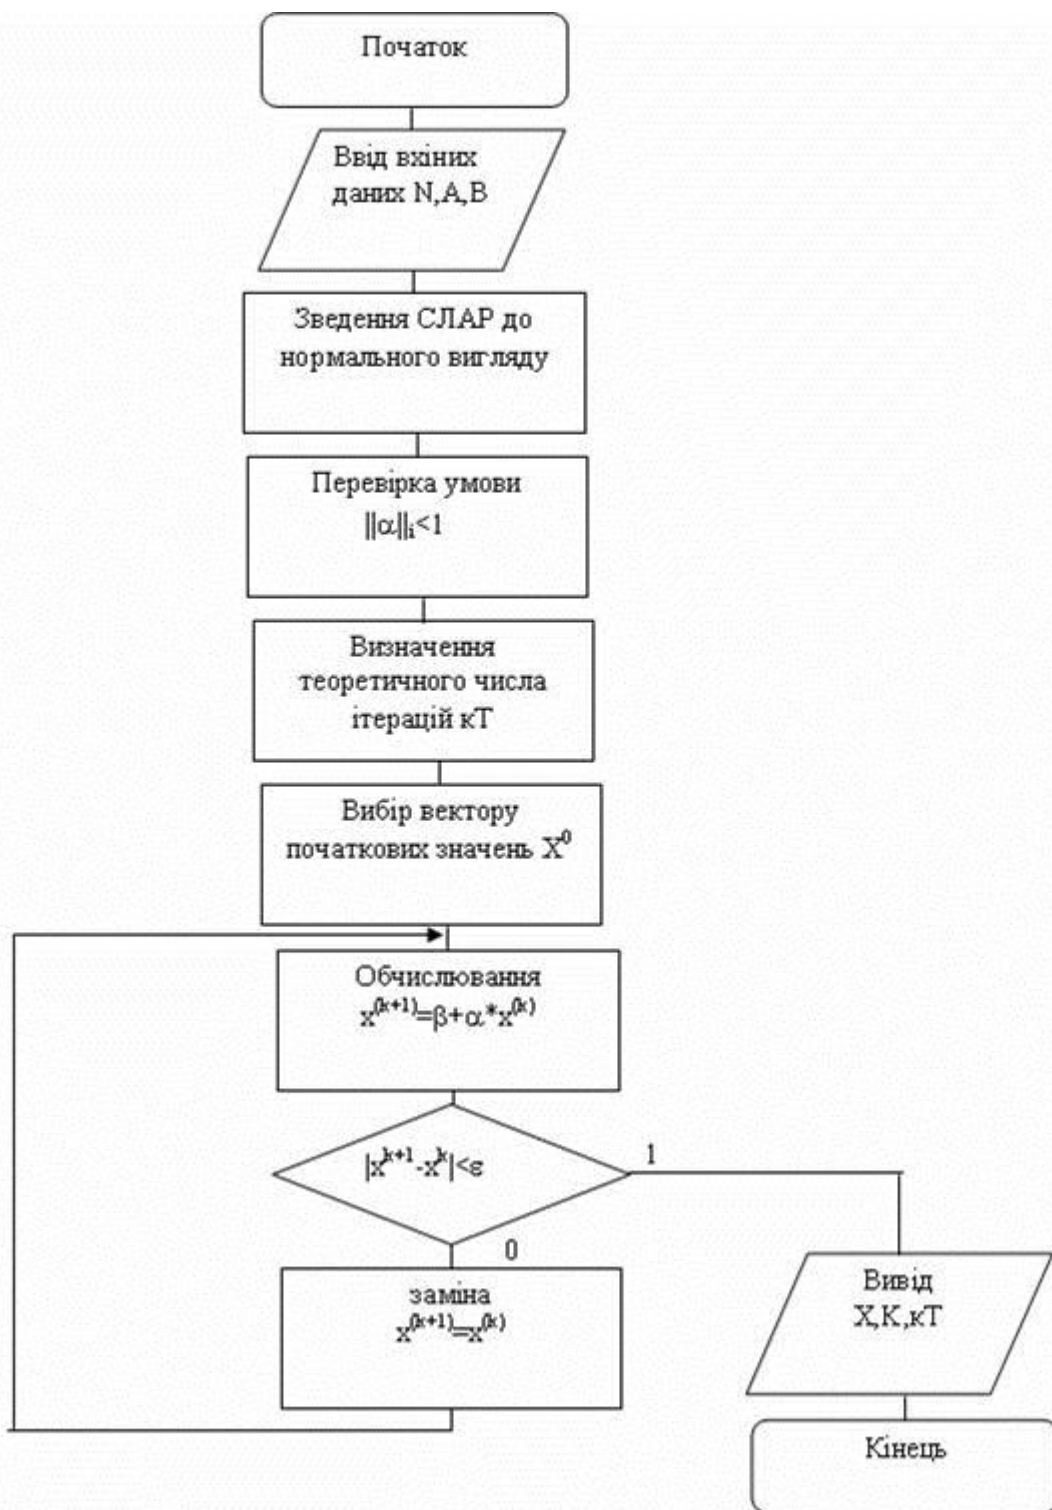 Початок
Ввід вхіних
даних N,A,B
Зведення СЛАР до
нормального вигляду
Перевірка умови
||α||ᵢ<1
Визначення
теоретичного числа
ітерацій кТ
Вибір вектору
початкових значень X⁰
Обчислювання
x⁽ᵏ⁺¹⁾=β+α*x⁽ᵏ⁾
|xᵏ⁺¹-xᵏ|<ε
1
0
заміна
x⁽ᵏ⁺¹⁾=x⁽ᵏ⁾
Вивід
X,K,кТ
Кінець